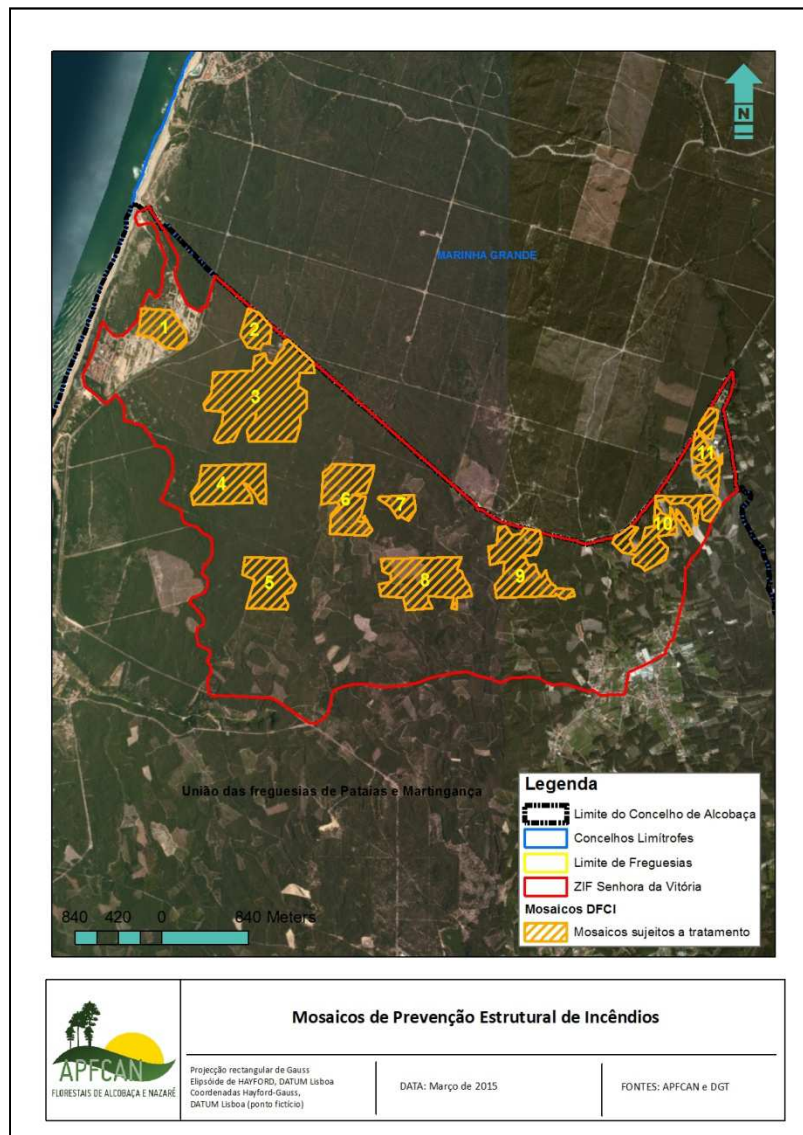 N
MARINHA GRANDE
1
2
3
4
5
6
7
8
9
10
11
União das freguesias de Pataias e Martingança
Legenda
Limite do Concelho de Alcobaça
Concelhos Limítrofes
Limite de Freguesias
ZIF Senhora da Vitória
Mosaicos DFCI
Mosaicos sujeitos a tratamento
840 420 0 840 Meters
APFCAN
FLORESTAIS DE ALCOBAÇA E NAZARÉ
Mosaicos de Prevenção Estrutural de Incêndios
Projecção rectangular de Gauss
Elipsóide de HAYFORD, DATUM Lisboa
Coordenadas Hayford-Gauss,
DATUM Lisboa (ponto fictício)
DATA: Março de 2015
FONTES: APFCAN e DGT